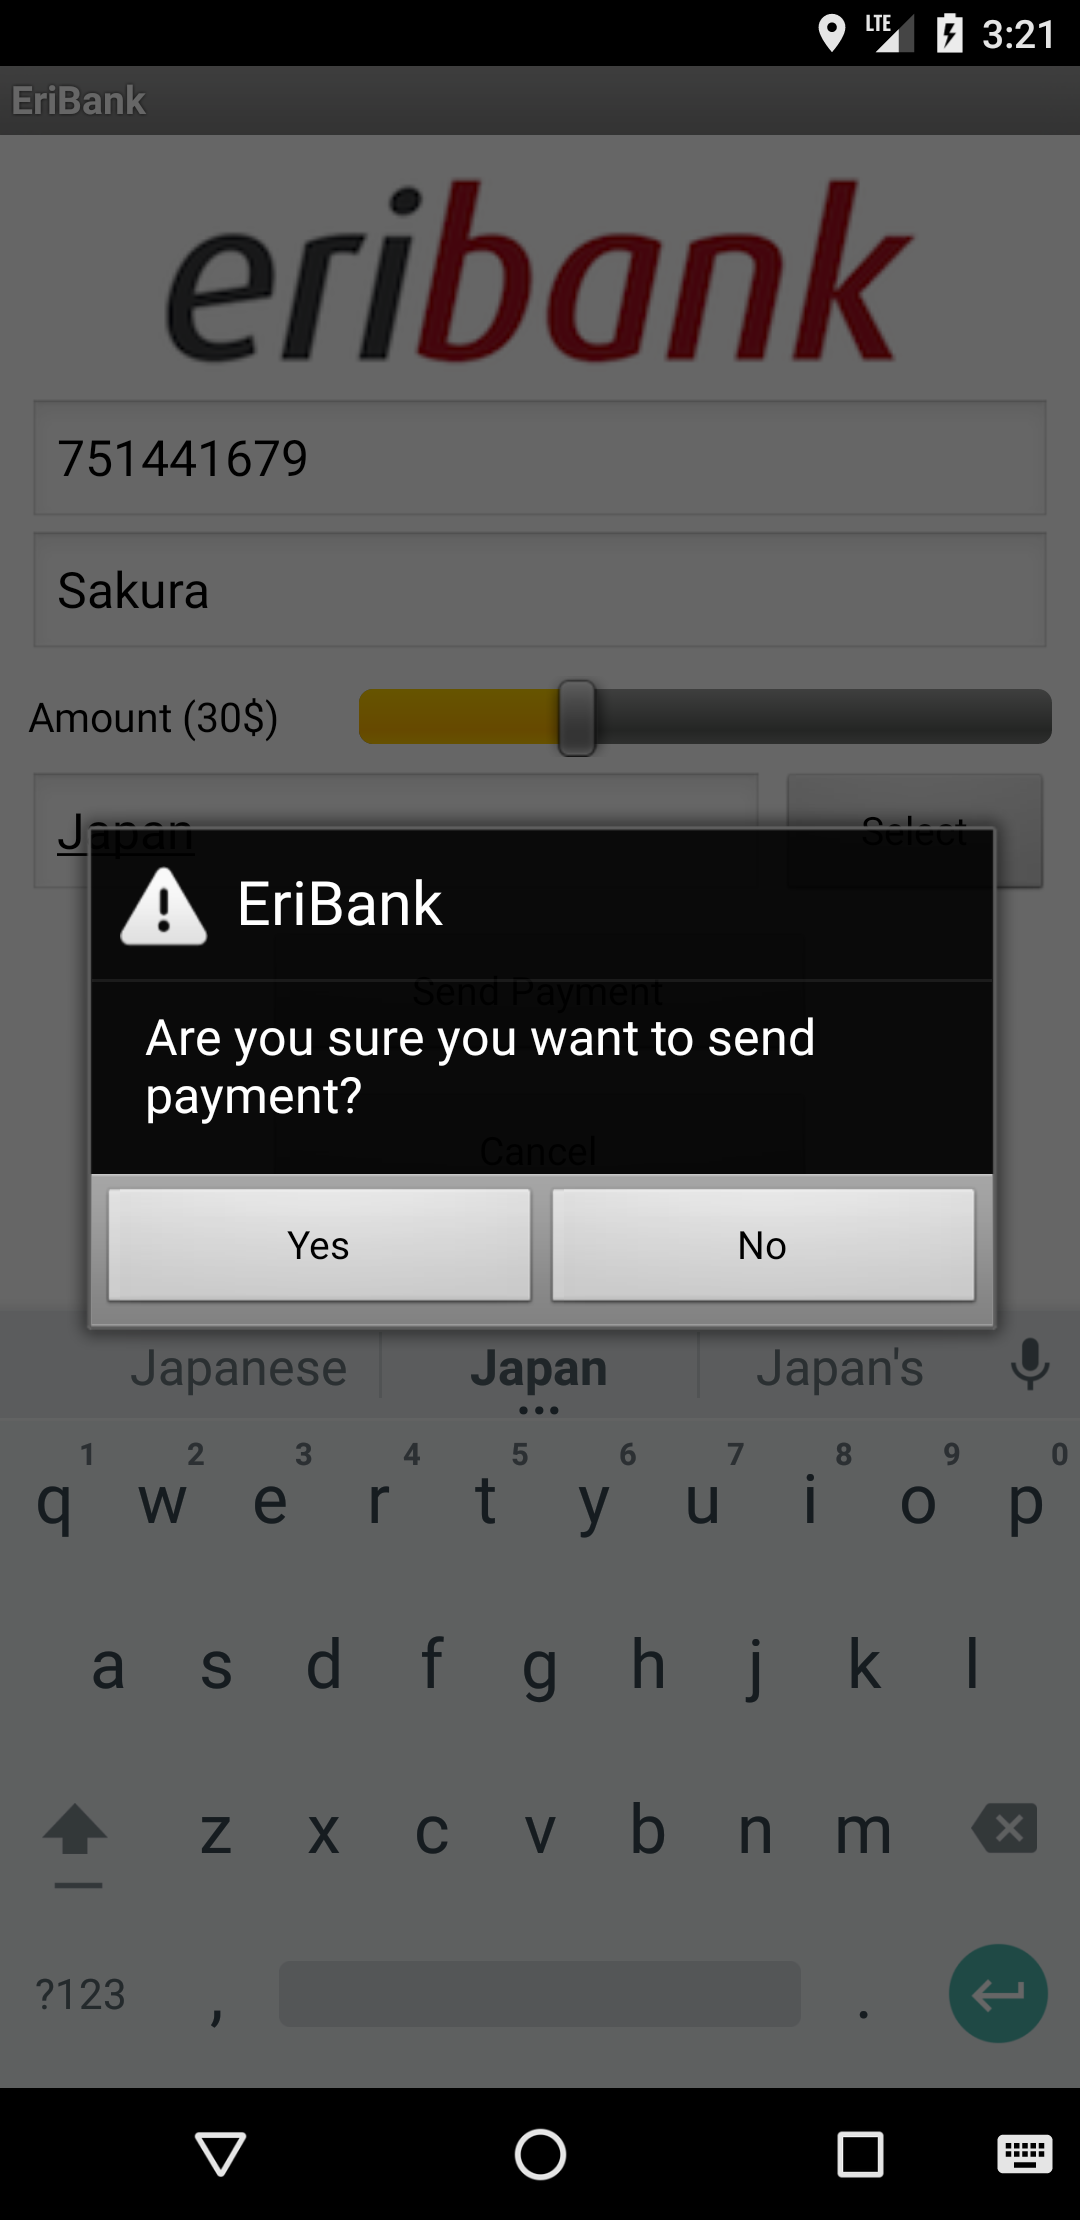 LTE 3:21
EriBank
eribank
751441679
Sakura
Amount (30$)
Japan
Select
EriBank
Send Payment
Are you sure you want to send
payment?
Cancel
Yes No
Japanese Japan Japan's
1 2 3 4 5 6 7 8 9 0
q w e r t y u i o p
a s d f g h j k l
z x c v b n m
?123 , .